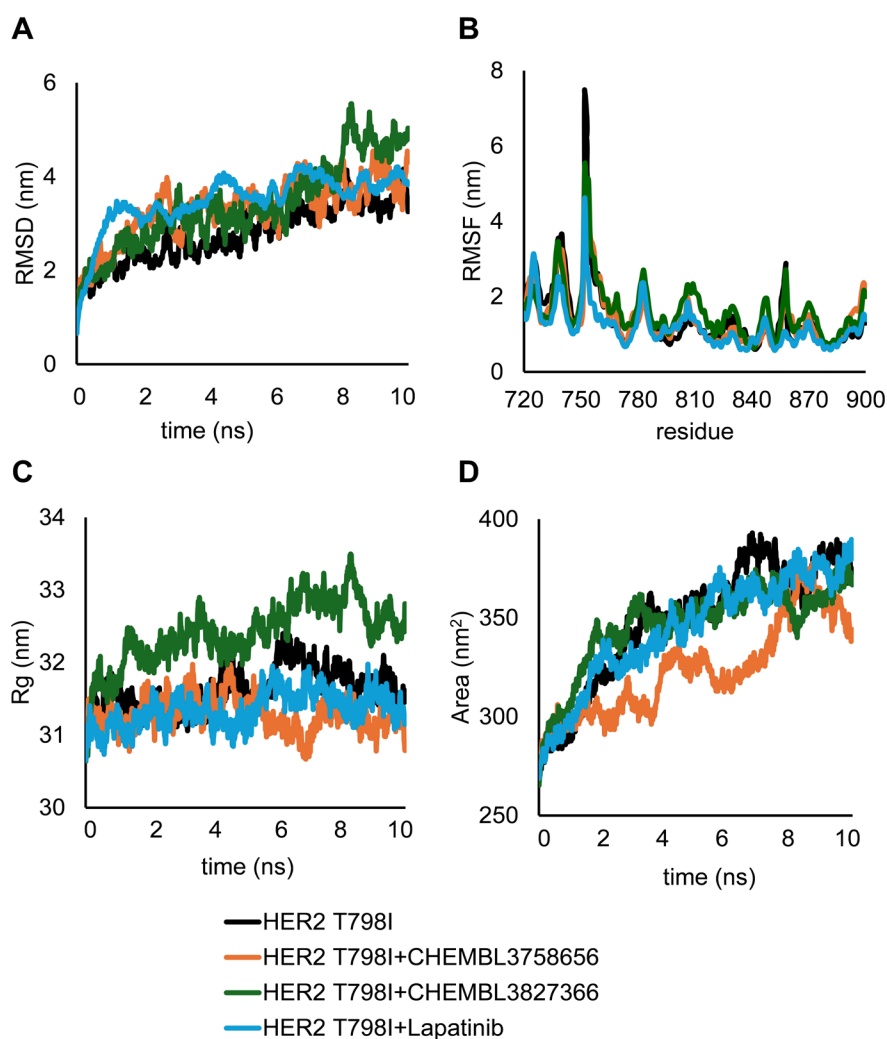 A
RMSD (nm)
6
4
2
0
0 2 4 6 8 10
time (ns)
B
RMSF (nm)
8
6
4
2
0
720 750 780 810 840 870 900
residue
C
Rg (nm)
34
33
32
31
30
0 2 4 6 8 10
time (ns)
D
Area (nm²)
400
350
300
250
0 2 4 6 8 10
time (ns)
HER2 T798I
HER2 T798I+CHEMBL3758656
HER2 T798I+CHEMBL3827366
HER2 T798I+Lapatinib